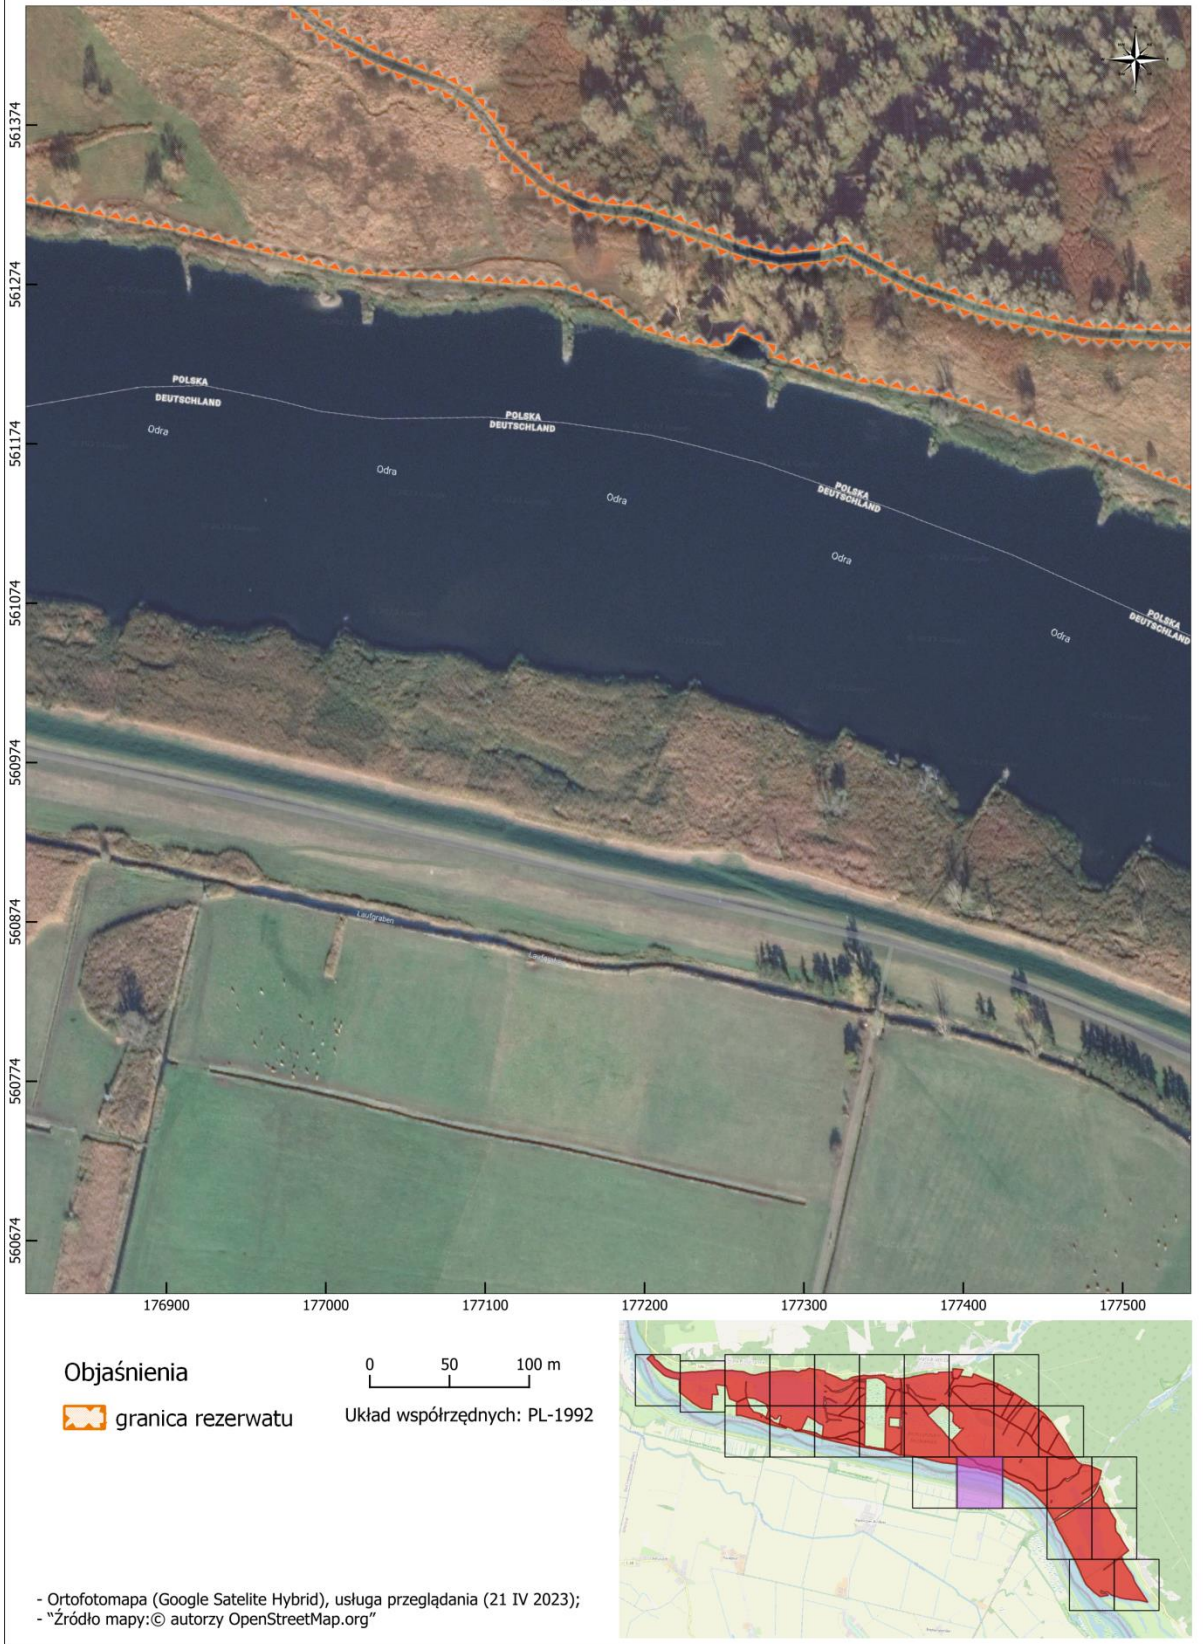 561374
561274
561174
561074
560974
560874
560774
560674
POLSKA
DEUTSCHLAND
Odra
Odra
POLSKA
DEUTSCHLAND
Odra
POLSKA
DEUTSCHLAND
Odra
POLSKA
DEUTSCHLAND
Odra
Laufgraben
176900
177000
177100
177200
177300
177400
177500
Objaśnienia
granica rezerwatu
0 50 100 m
Układ współrzędnych: PL-1992
- Ortofotomapa (Google Satelite Hybrid), usługa przeglądania (21 IV 2023);
- “Źródło mapy:© autorzy OpenStreetMap.org”